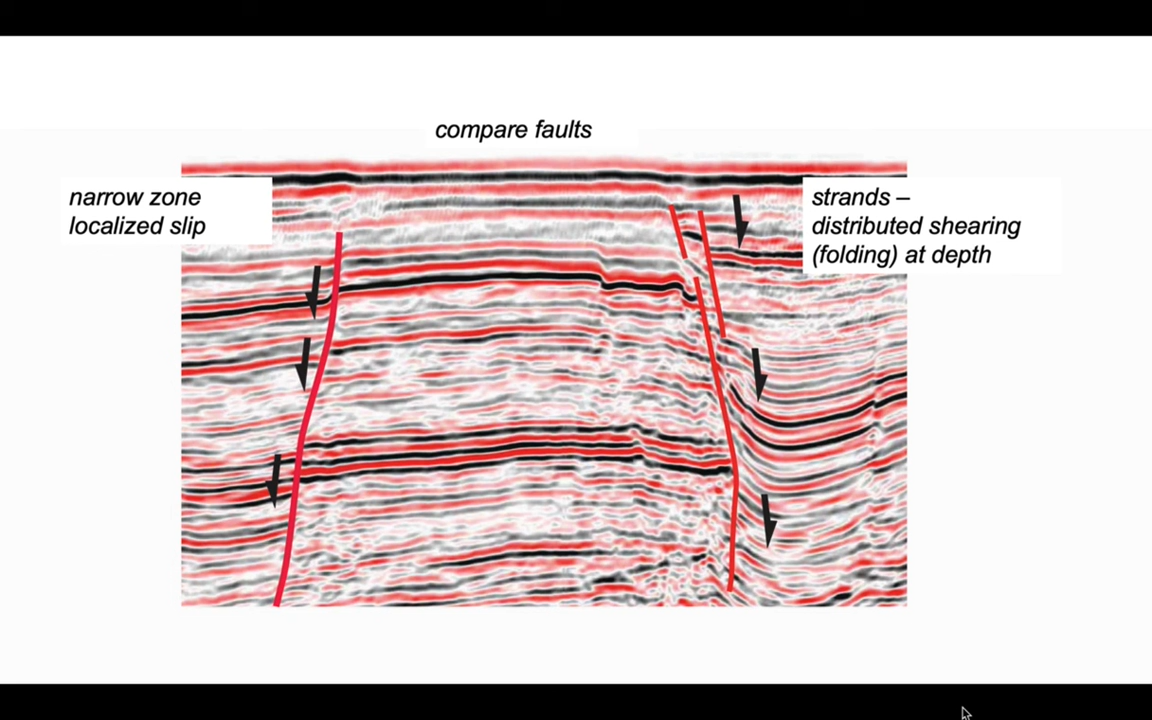 compare faults
narrow zone
localized slip
strands –
distributed shearing
(folding) at depth